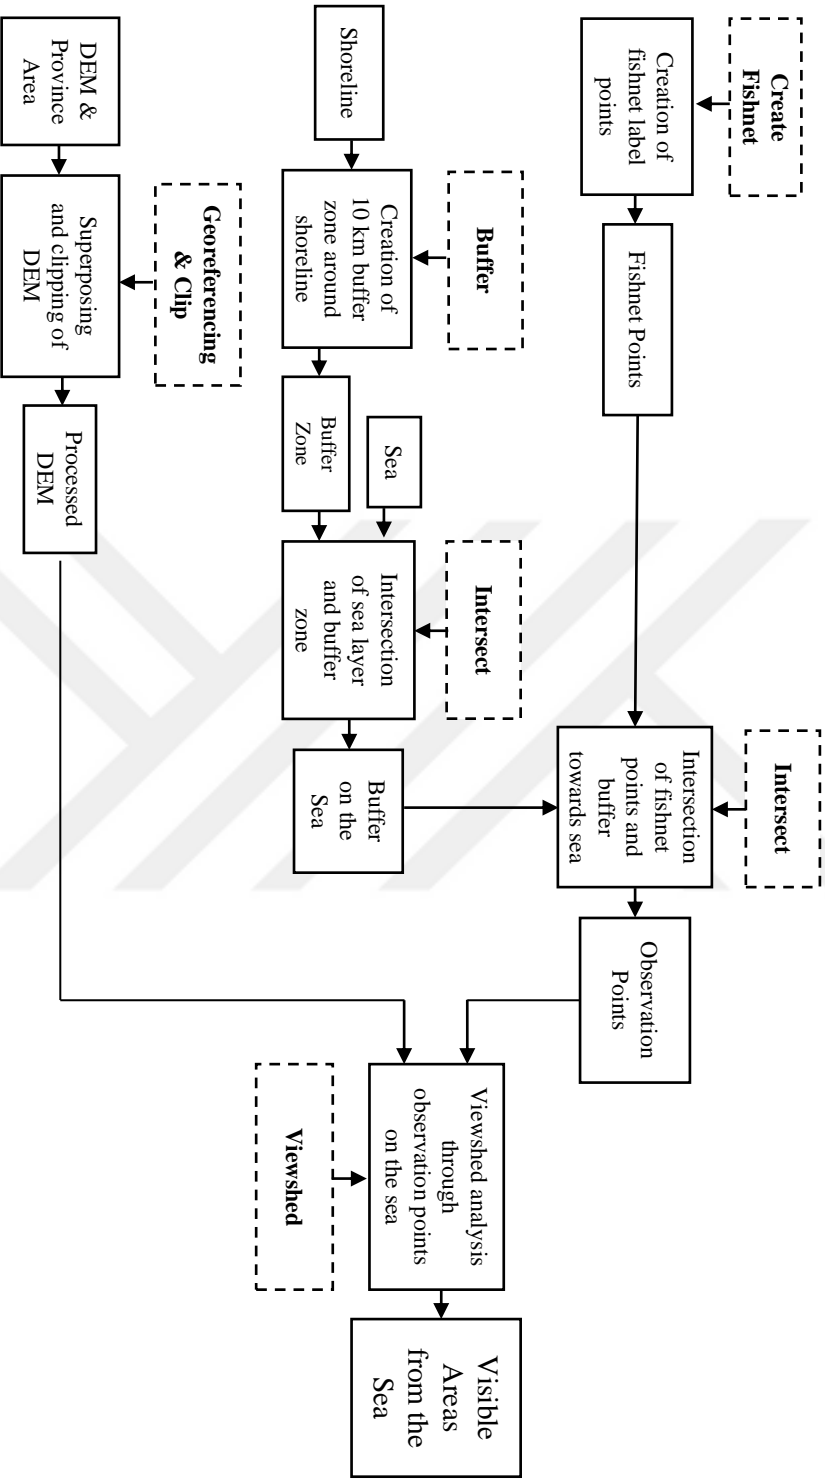 Create
Fishnet
Creation of
fishnet label
points
Fishnet Points
Intersect
Intersection
of fishnet
points and
buffer
towards sea
Observation
Points
Buffer
Shoreline
Creation of
10 km buffer
zone around
shoreline
Buffer
Zone
Sea
Intersect
Intersection
of sea layer
and buffer
zone
Buffer
on the
Sea
Viewshed analysis
through
observation points
on the sea
Viewshed
Visible
Areas
from the
Sea
Georeferencing
& Clip
DEM &
Province
Area
Superposing
and clipping of
DEM
Processed
DEM